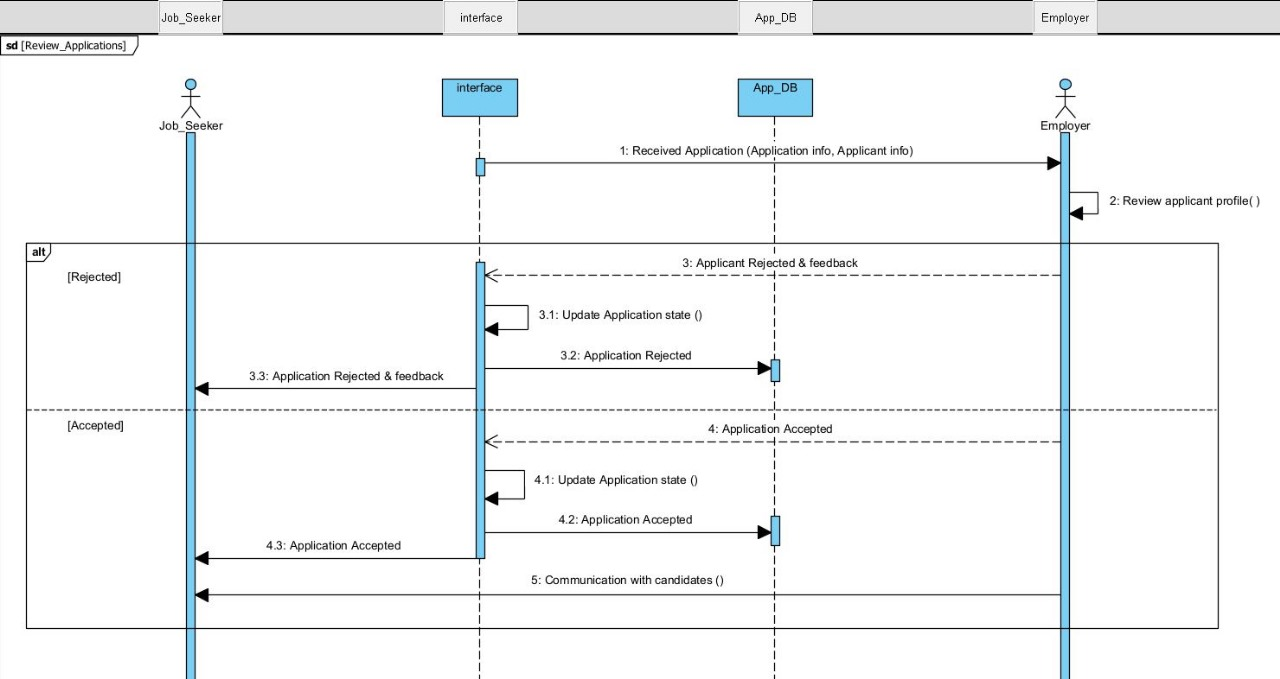 Job_Seeker interface App_DB Employer
sd [Review_Applications]
interface App_DB
Job_Seeker Employer
1: Received Application (Application info, Applicant info)
2: Review applicant profile( )
alt
[Rejected]
3: Applicant Rejected & feedback
3.1: Update Application state ()
3.2: Application Rejected
3.3: Application Rejected & feedback
[Accepted]
4: Application Accepted
4.1: Update Application state ()
4.2: Application Accepted
4.3: Application Accepted
5: Communication with candidates ()